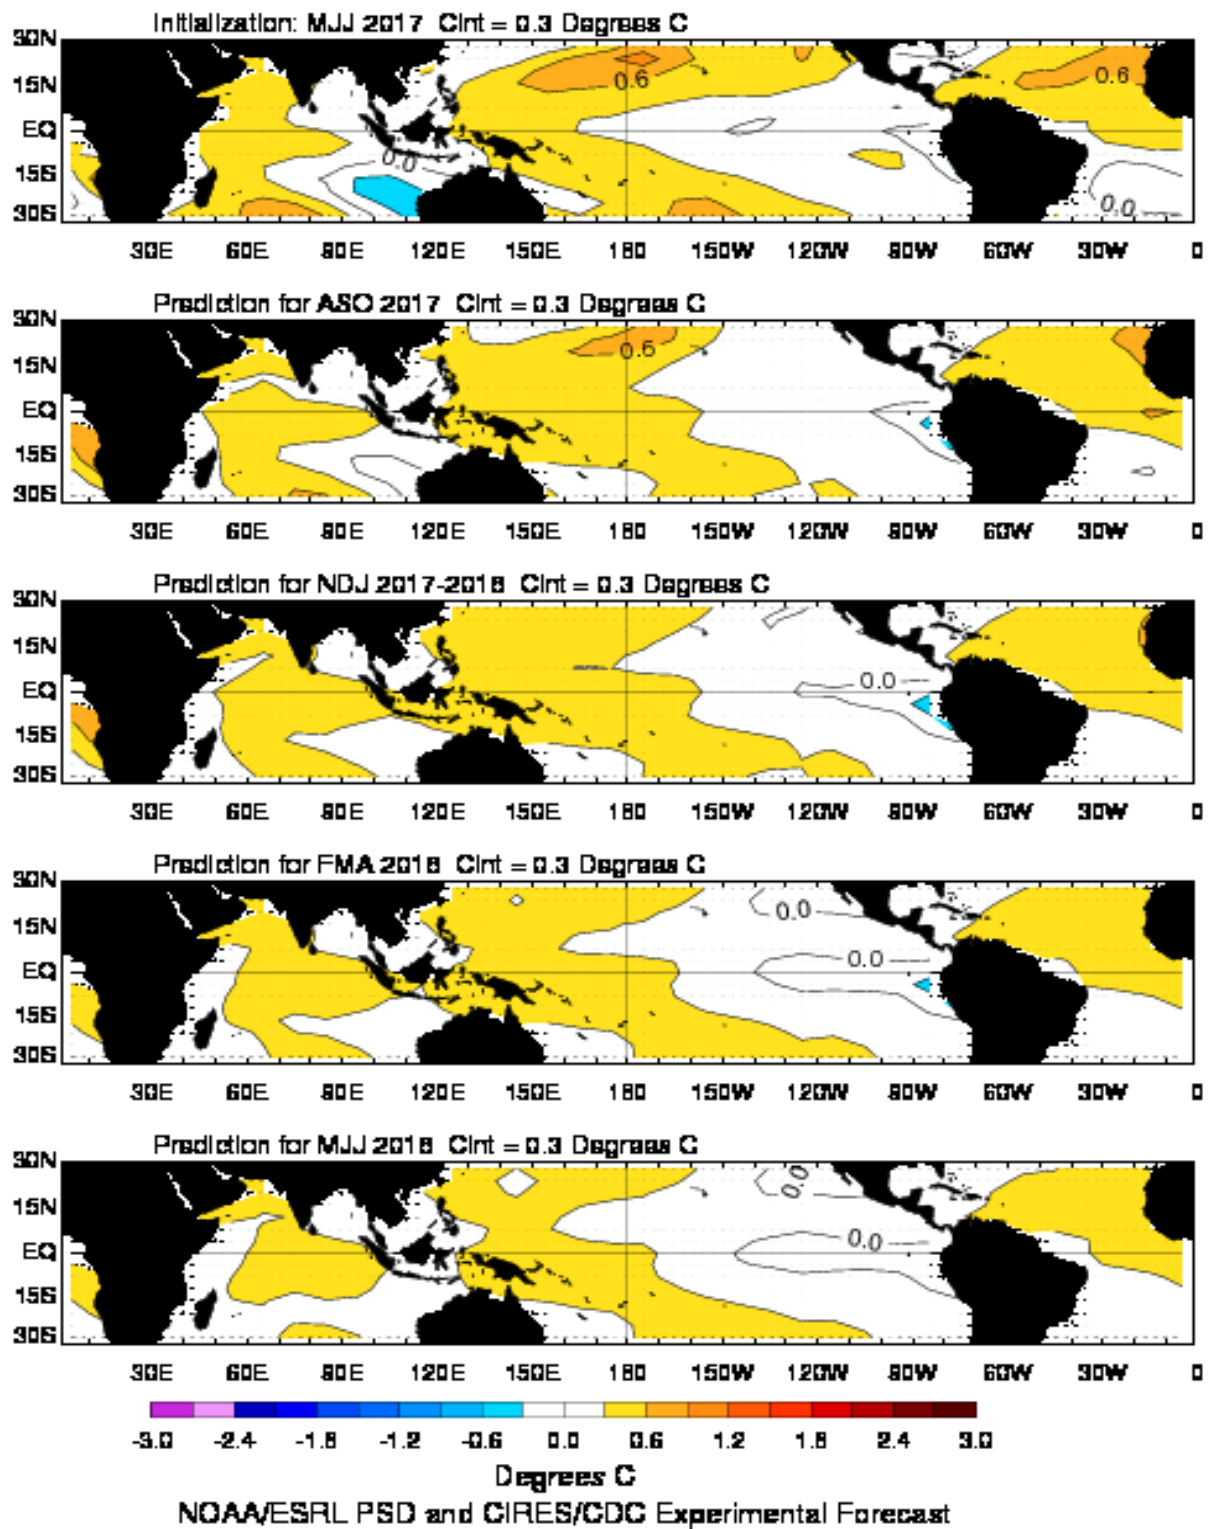 Initialization: MJJ 2017 CInt = 0.3 Degrees C
30N
15N
EQ
15S
30S
0.6
0.6
0.0
0.0
30E 60E 90E 120E 150E 180 150W 120W 90W 60W 30W 0
Prediction for ASO 2017 CInt = 0.3 Degrees C
30N
15N
EQ
15S
30S
0.6
30E 60E 90E 120E 150E 180 150W 120W 90W 60W 30W 0
Prediction for NDJ 2017-2018 CInt = 0.3 Degrees C
30N
15N
EQ
15S
30S
0.0
30E 60E 90E 120E 150E 180 150W 120W 90W 60W 30W 0
Prediction for FMA 2018 CInt = 0.3 Degrees C
30N
15N
EQ
15S
30S
0.0
0.0
30E 60E 90E 120E 150E 180 150W 120W 90W 60W 30W 0
Prediction for MJJ 2018 CInt = 0.3 Degrees C
30N
15N
EQ
15S
30S
0.0
0.0
30E 60E 90E 120E 150E 180 150W 120W 90W 60W 30W 0
-3.0 -2.4 -1.8 -1.2 -0.6 0.0 0.6 1.2 1.8 2.4 3.0
Degrees C
NOAA/ESRL PSD and CIRES/CDC Experimental Forecast